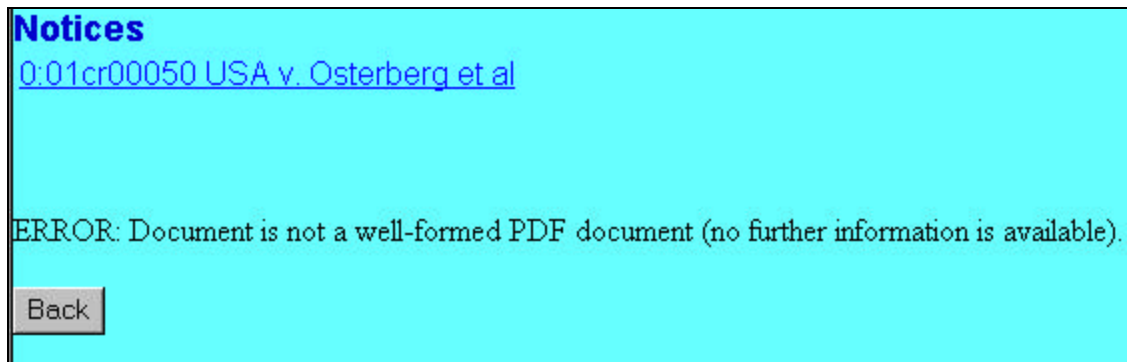 Notices
0:01cr00050 USA v. Osterberg et al
ERROR: Document is not a well-formed PDF document (no further information is available).
Back